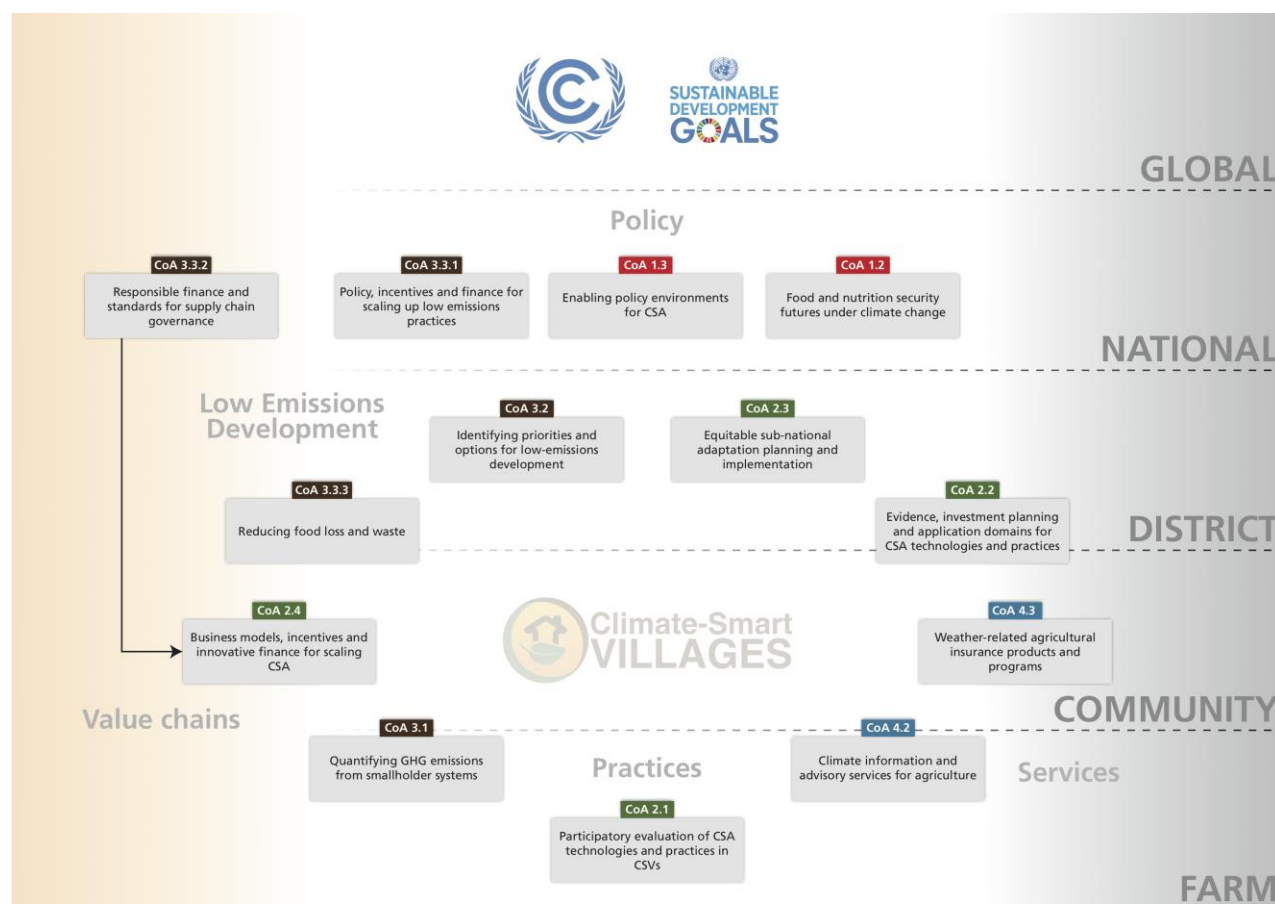 SUSTAINABLE
DEVELOPMENT
GOALS
GLOBAL
Policy
CoA 3.3.2
Responsible finance and
standards for supply chain
governance
CoA 3.3.1
Policy, incentives and finance for
scaling up low emissions
practices
CoA 1.3
Enabling policy environments
for CSA
CoA 1.2
Food and nutrition security
futures under climate change
NATIONAL
Low Emissions
Development
CoA 3.2
Identifying priorities and
options for low-emissions
development
CoA 2.3
Equitable sub-national
adaptation planning and
implementation
CoA 3.3.3
Reducing food loss and waste
CoA 2.2
Evidence, investment planning
and application domains for
CSA technologies and practices
DISTRICT
CoA 2.4
Business models, incentives and
innovative finance for scaling
CSA
Climate-Smart
VILLAGES
CoA 4.3
Weather-related agricultural
insurance products and
programs
Value chains
COMMUNITY
CoA 3.1
Quantifying GHG emissions
from smallholder systems
Practices
CoA 4.2
Climate information and
advisory services for agriculture
Services
CoA 2.1
Participatory evaluation of CSA
technologies and practices in
CSVs
FARM